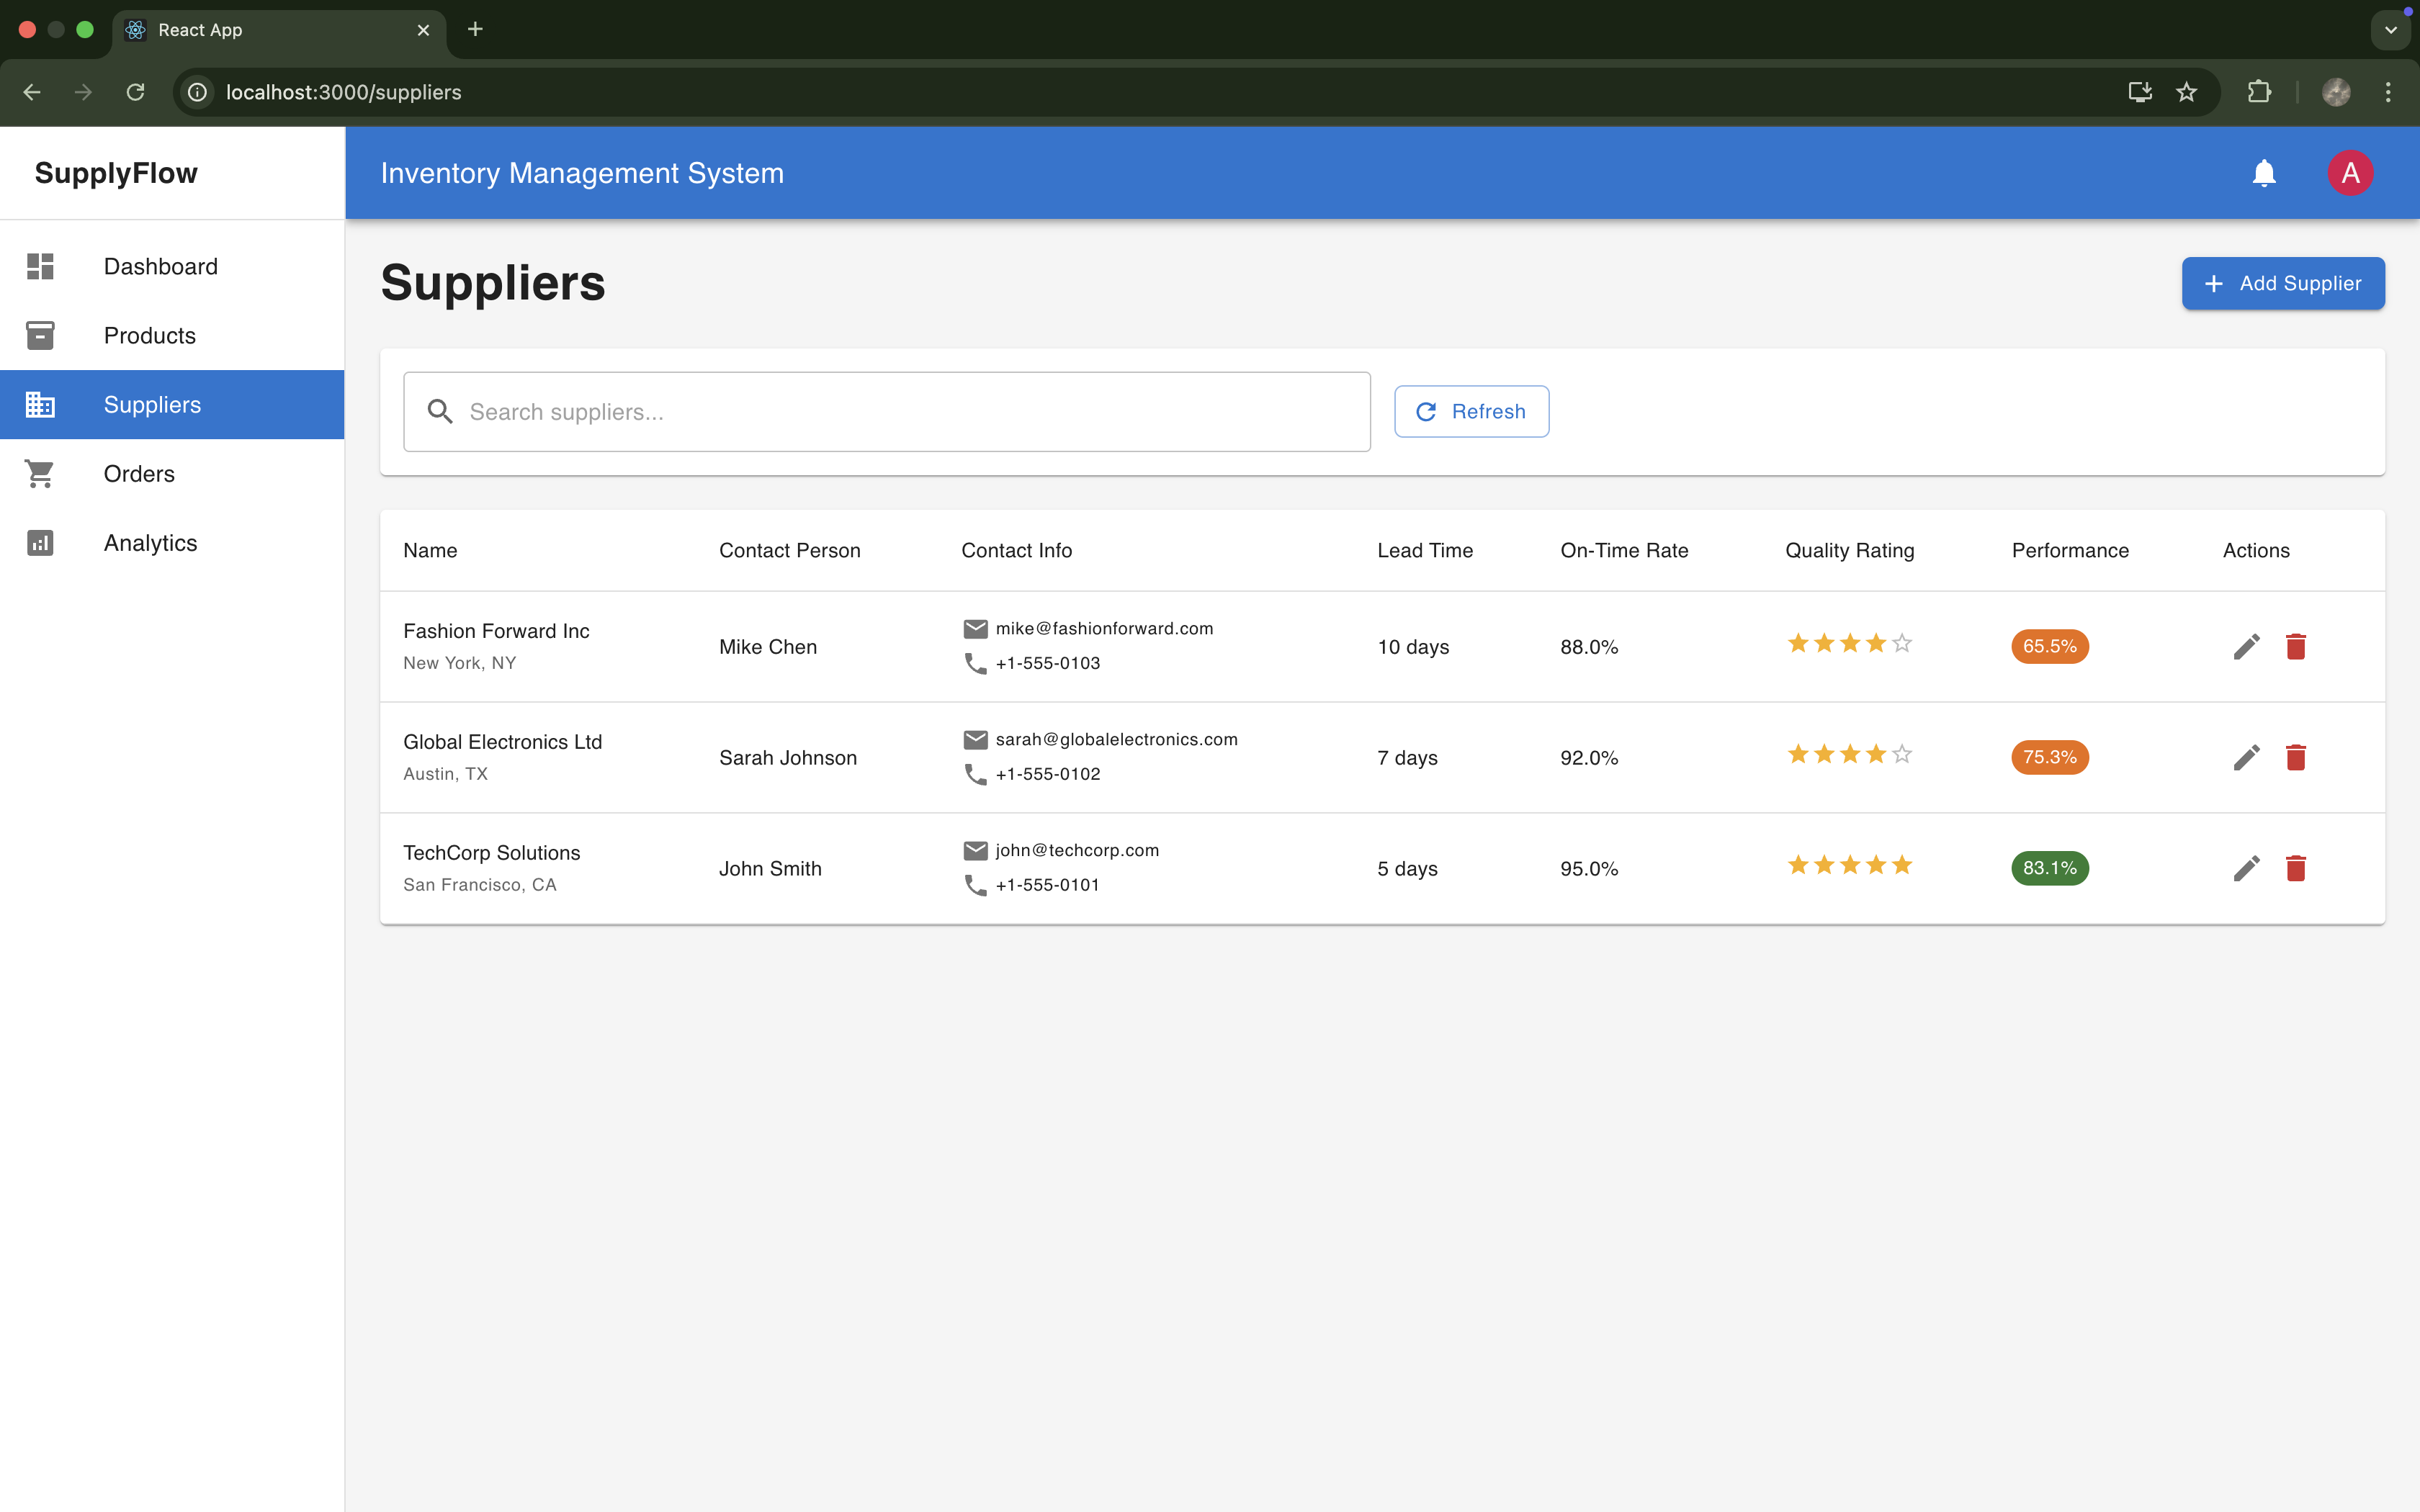 React App
localhost:3000/suppliers
SupplyFlow
Inventory Management System
A
Dashboard
Products
Suppliers
Orders
Analytics
Suppliers
Add Supplier
Search suppliers...
Refresh
Name Contact Person Contact Info Lead Time On-Time Rate Quality Rating Performance Actions
Fashion Forward Inc
New York, NY
Mike Chen
mike@fashionforward.com
+1-555-0103
10 days
88.0%
65.5%
Global Electronics Ltd
Austin, TX
Sarah Johnson
sarah@globalelectronics.com
+1-555-0102
7 days
92.0%
75.3%
TechCorp Solutions
San Francisco, CA
John Smith
john@techcorp.com
+1-555-0101
5 days
95.0%
83.1%